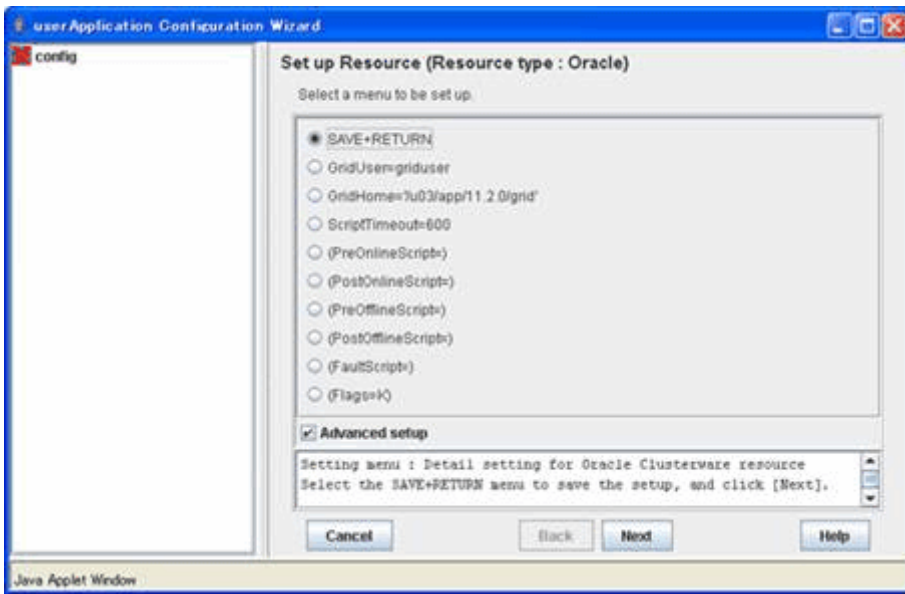 userApplication Configuration Wizard
config
Set up Resource (Resource type : Oracle)
Select a menu to be set up.
SAVE+RETURN
GridUser=griduser
GridHome='/u03/app/11.2.0/grid'
ScriptTimeout=600
(PreOnlineScript=)
(PostOnlineScript=)
(PreOfflineScript=)
(PostOfflineScript=)
(FaultScript=)
(Flags=K)
Advanced setup
Setting menu : Detail setting for Oracle Clusterware resource
Select the SAVE+RETURN menu to save the setup, and click [Next].
Cancel Back Next Help
Java Applet Window